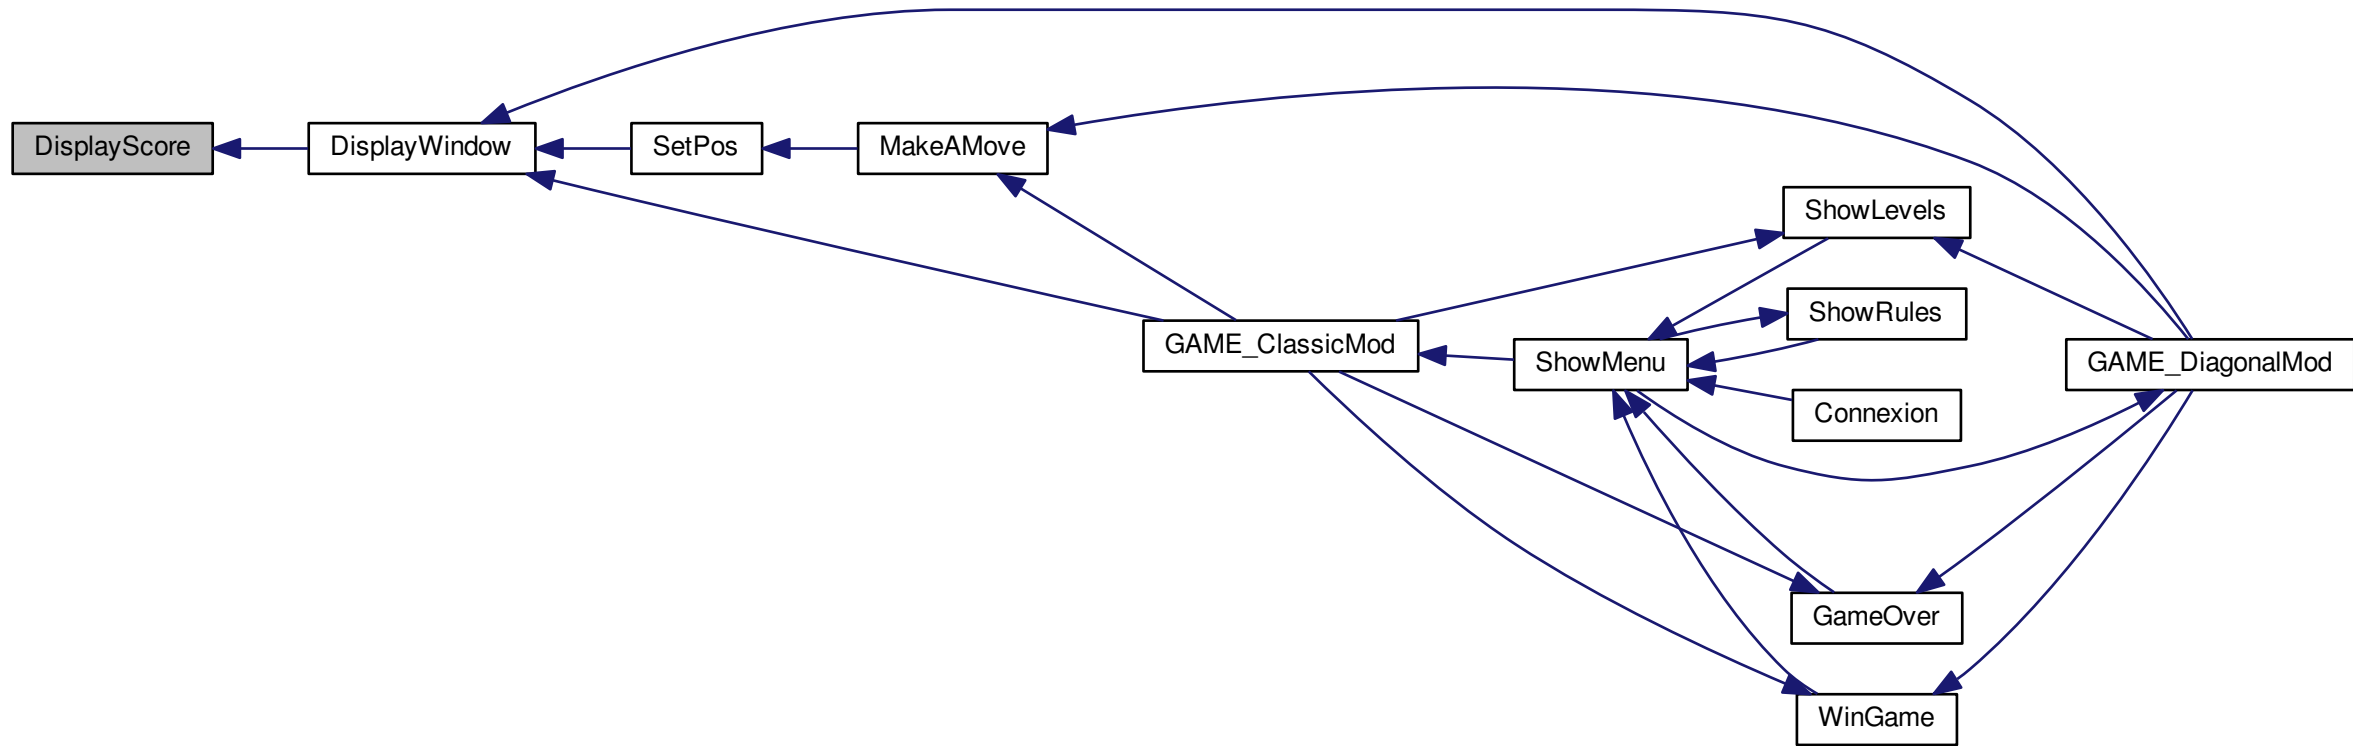 DisplayScore
DisplayWindow
SetPos
MakeAMove
ShowLevels
ShowRules
GAME_ClassicMod
ShowMenu
GAME_DiagonalMod
Connexion
GameOver
WinGame